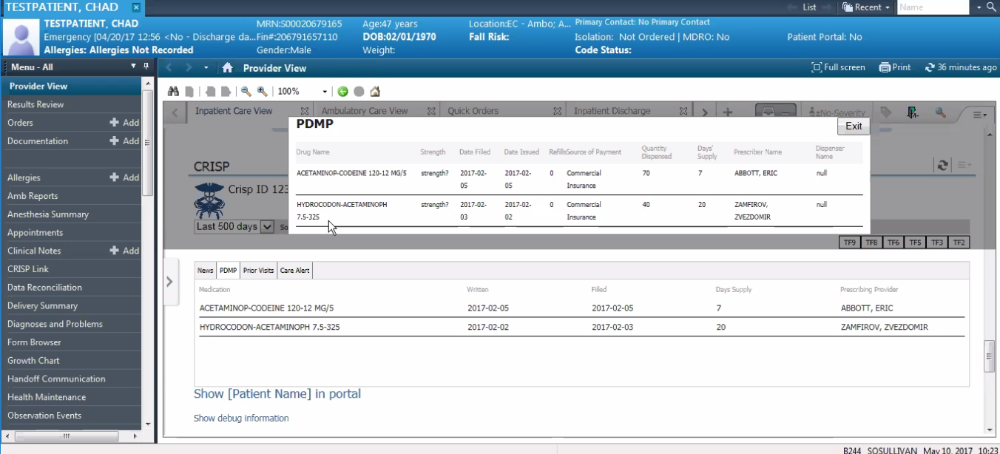 TESTPATIENT, CHAD
List
Recent
Name
TESTPATIENT, CHAD
MRN:S00020679165
Age:47 years
Location:EC - Ambo; A...
Primary Contact: No Primary Contact
Emergency [04/20/17 12:56 <No - Discharge da...
Fin#:206791657110
DOB:02/01/1970
Fall Risk:
Isolation: Not Ordered | MDRO: No
Patient Portal: No
Allergies: Allergies Not Recorded
Gender:Male
Weight:
Code Status:
Menu - All
Provider View
Full screen
Print
36 minutes ago
Provider View
Results Review
Orders
Add
Documentation
Add
Allergies
Add
Amb Reports
Anesthesia Summary
Appointments
Clinical Notes
Add
CRISP Link
Data Reconciliation
Delivery Summary
Diagnoses and Problems
Form Browser
Growth Chart
Handoff Communication
Health Maintenance
Observation Events
100%
Inpatient Care View
Ambulatory Care View
Quick Orders
Inpatient Discharge
No-Severity
PDMP
Exit
Drug Name
Strength
Date Filled
Date Issued
Refills
Source of Payment
Quantity Dispensed
Days' Supply
Prescriber Name
Dispenser Name
ACETAMINOP-CODEINE 120-12 MG/5
strength?
2017-02-05
2017-02-05
0
Commercial Insurance
70
7
ABBOTT, ERIC
null
HYDROCODON-ACETAMINOPH 7.5-325
strength?
2017-02-03
2017-02-02
0
Commercial Insurance
40
20
ZAMFIROV, ZVEZDOMIR
null
CRISP
Crisp ID 123
Last 500 days
So
TF9
TF8
TF6
TF5
TF3
TF2
News
PDMP
Prior Visits
Care Alert
Medication
Written
Filled
Days Supply
Prescribing Provider
ACETAMINOP-CODEINE 120-12 MG/5
2017-02-05
2017-02-05
7
ABBOTT, ERIC
HYDROCODON-ACETAMINOPH 7.5-325
2017-02-02
2017-02-03
20
ZAMFIROV, ZVEZDOMIR
Show [Patient Name] in portal
Show debug information
B244 SOSULLIVAN May 10, 2017 10:23